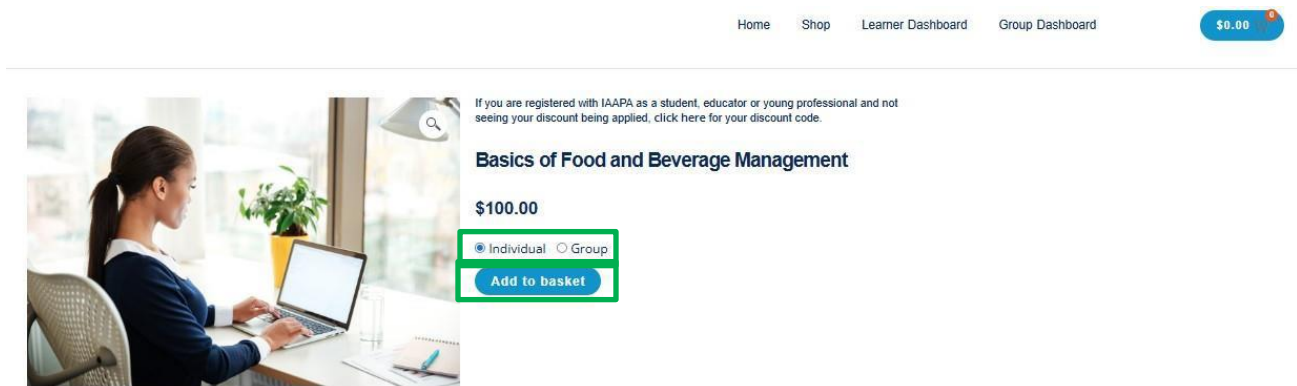 Home Shop Learner Dashboard Group Dashboard $0.00 0
If you are registered with IAAPA as a student, educator or young professional and not
seeing your discount being applied, click here for your discount code.
Basics of Food and Beverage Management
$100.00
Individual Group
Add to basket